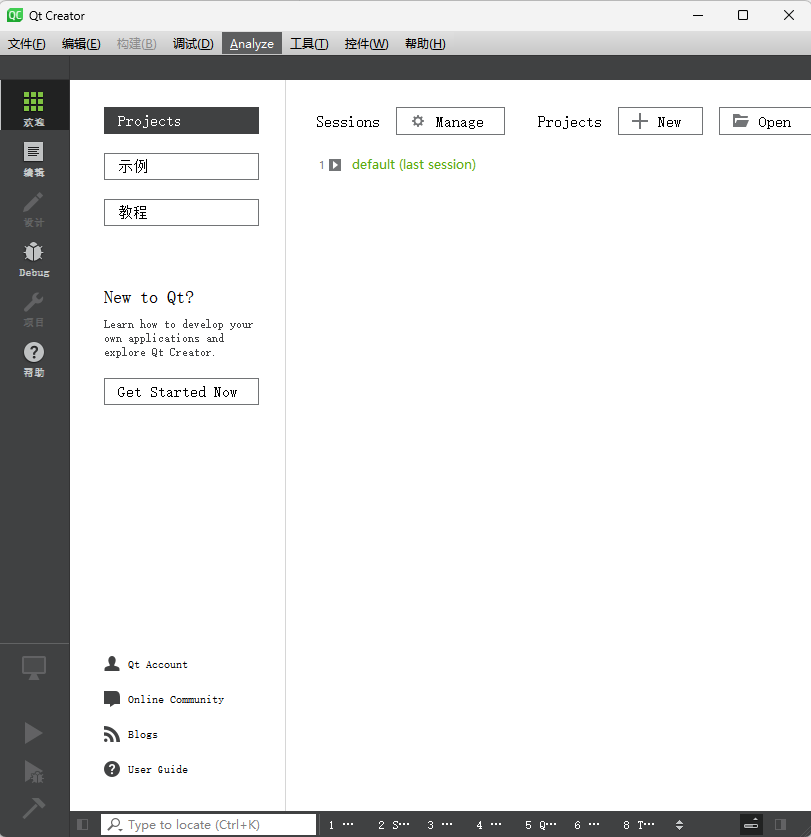 QC Qt Creator
文件(F) 编辑(E) 构建(B) 调试(D) Analyze 工具(T) 控件(W) 帮助(H)
欢迎
编辑
设计
Debug
项目
帮助
Projects
示例
教程
New to Qt?
Learn how to develop your
own applications and
explore Qt Creator.
Get Started Now
Sessions Manage Projects New Open
1 default (last session)
Qt Account
Online Community
Blogs
User Guide
Type to locate (Ctrl+K) 1 ··· 2 S··· 3 ··· 4 ··· 5 Q··· 6 ··· 8 T···